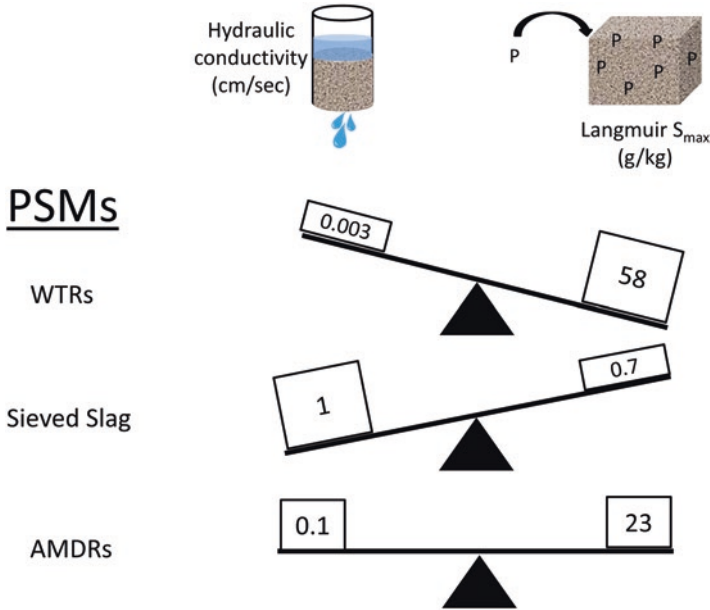 Hydraulic
conductivity
(cm/sec)
P
P
P
P
P
P
P
Langmuir Smax
(g/kg)
PSMs
WTRs
0.003
58
Sieved Slag
1
0.7
AMDRs
0.1
23